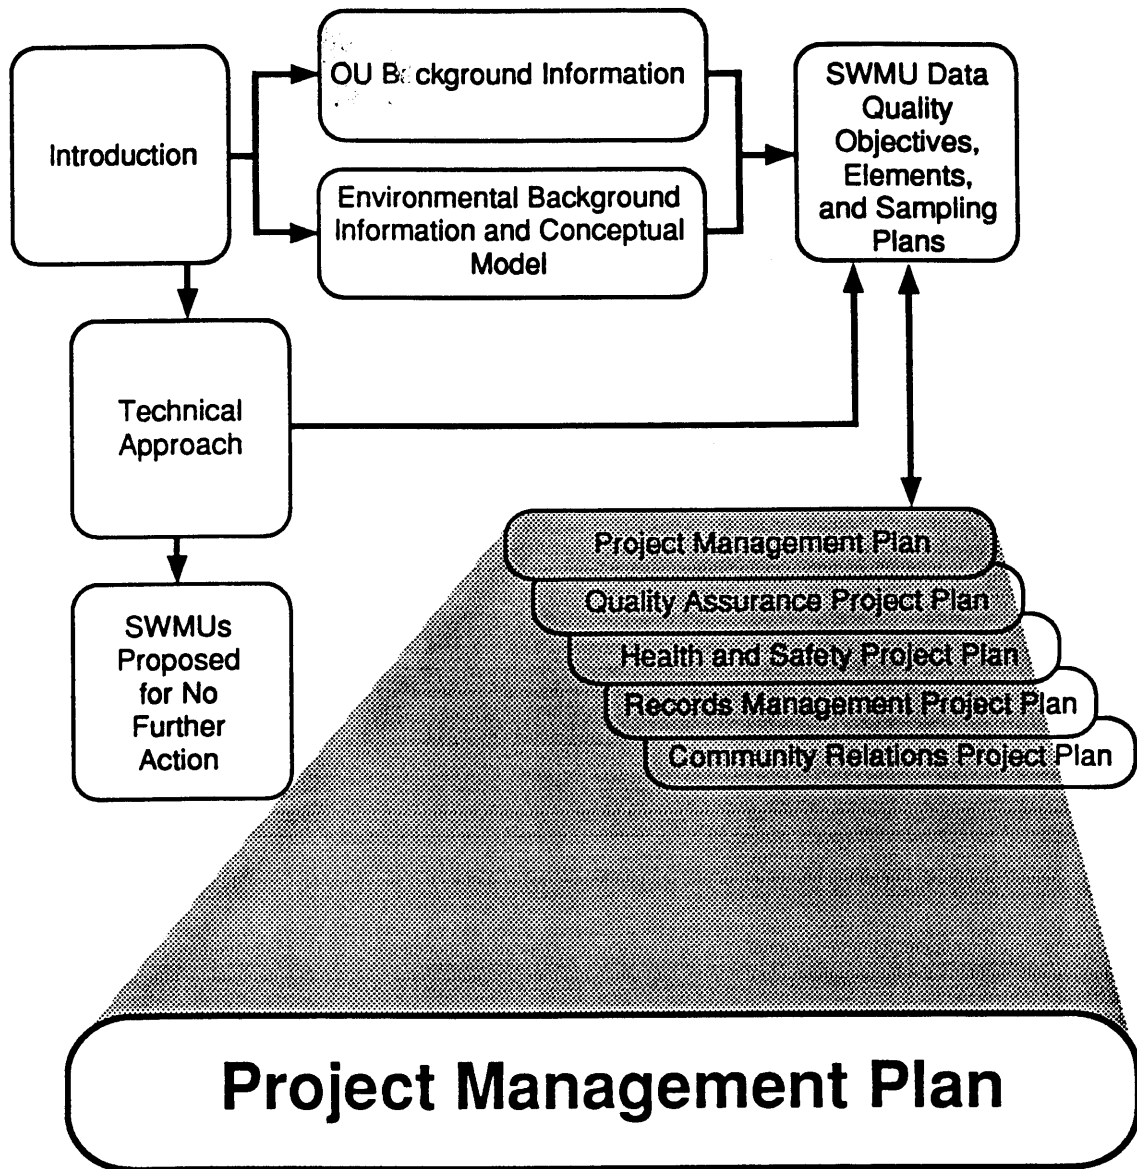 Introduction
OU Background Information
Environmental Background
Information and Conceptual
Model
SWMU Data
Quality
Objectives,
Elements,
and Sampling
Plans
Technical
Approach
SWMUs
Proposed
for No
Further
Action
Project Management Plan
Quality Assurance Project Plan
Health and Safety Project Plan
Records Management Project Plan
Community Relations Project Plan
Project Management Plan